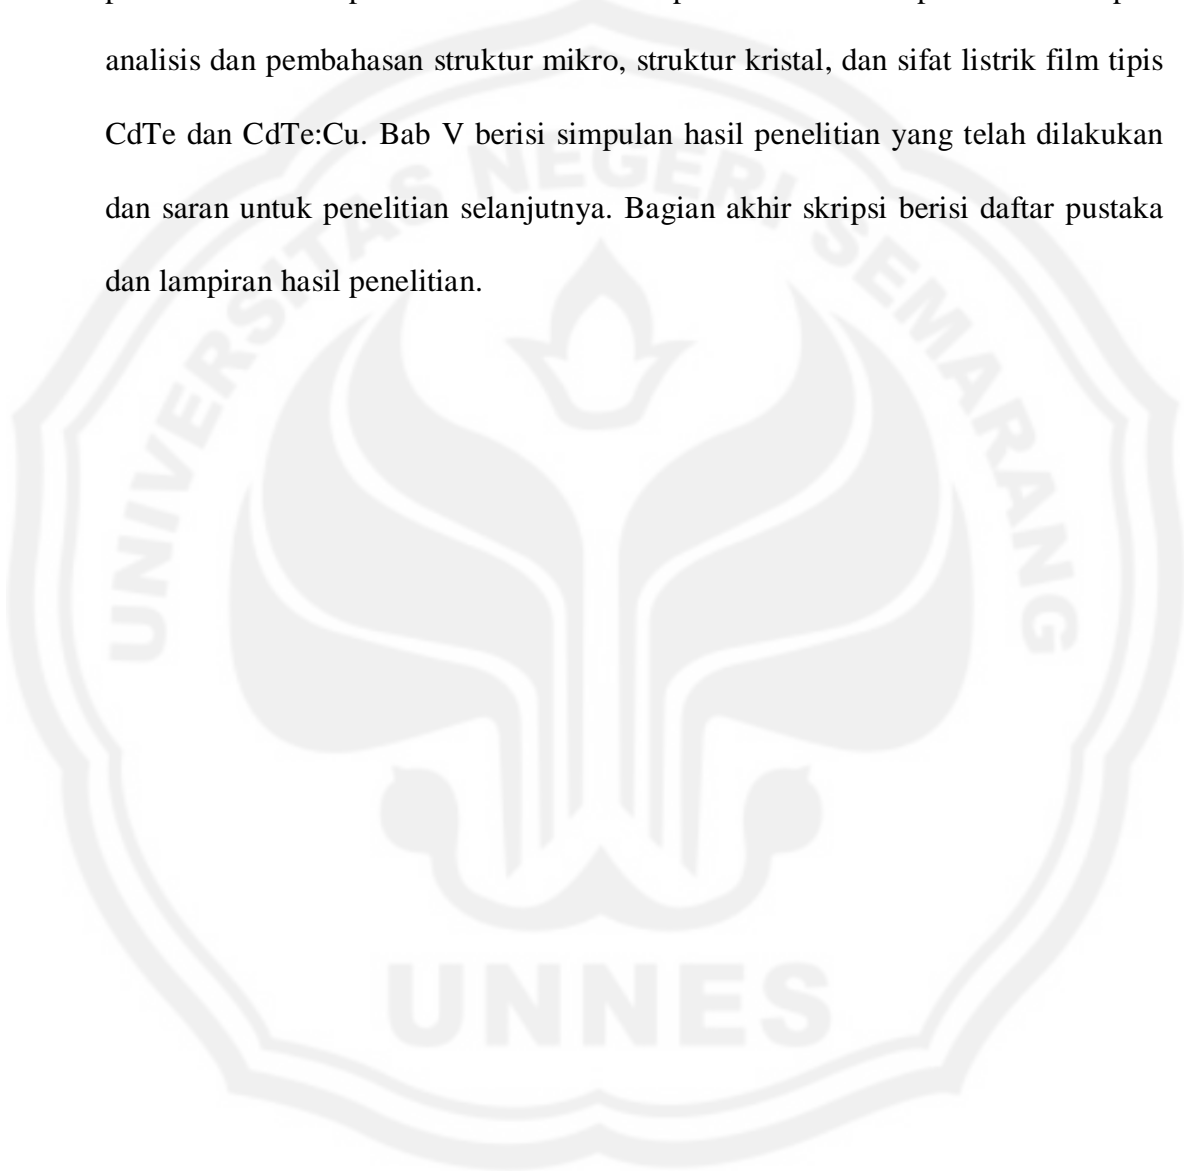 analisis dan pembahasan struktur mikro, struktur kristal, dan sifat listrik film tipis
CdTe dan CdTe:Cu. Bab V berisi simpulan hasil penelitian yang telah dilakukan
dan saran untuk penelitian selanjutnya. Bagian akhir skripsi berisi daftar pustaka
dan lampiran hasil penelitian.
UNIVERSITAS NEGERI SEMARANG
UNNES